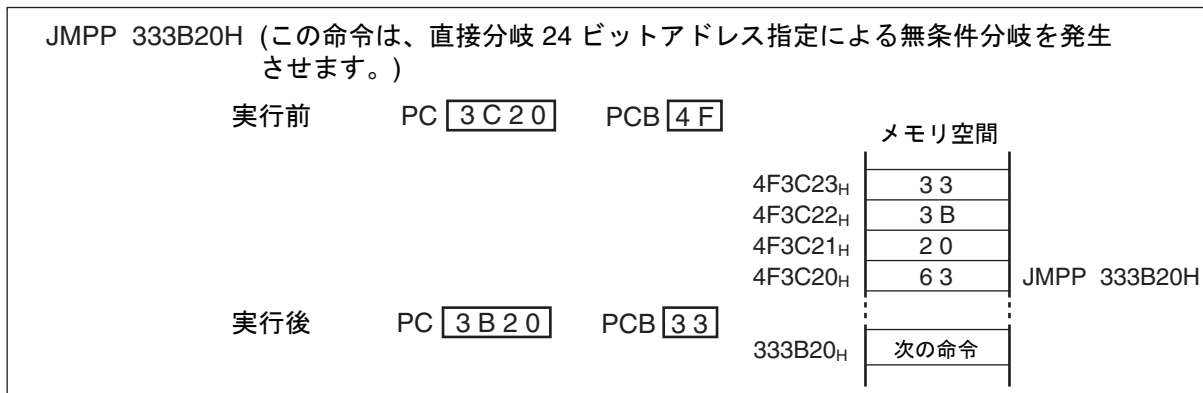 JMPP 333B20H (この命令は、直接分岐 24 ビットアドレス指定による無条件分岐を発生
させます。)
実行前 PC 3C20 PCB 4F
メモリ空間
4F3C23H 33
4F3C22H 3B
4F3C21H 20
4F3C20H 63 JMPP 333B20H
実行後 PC 3B20 PCB 33
333B20H 次の命令